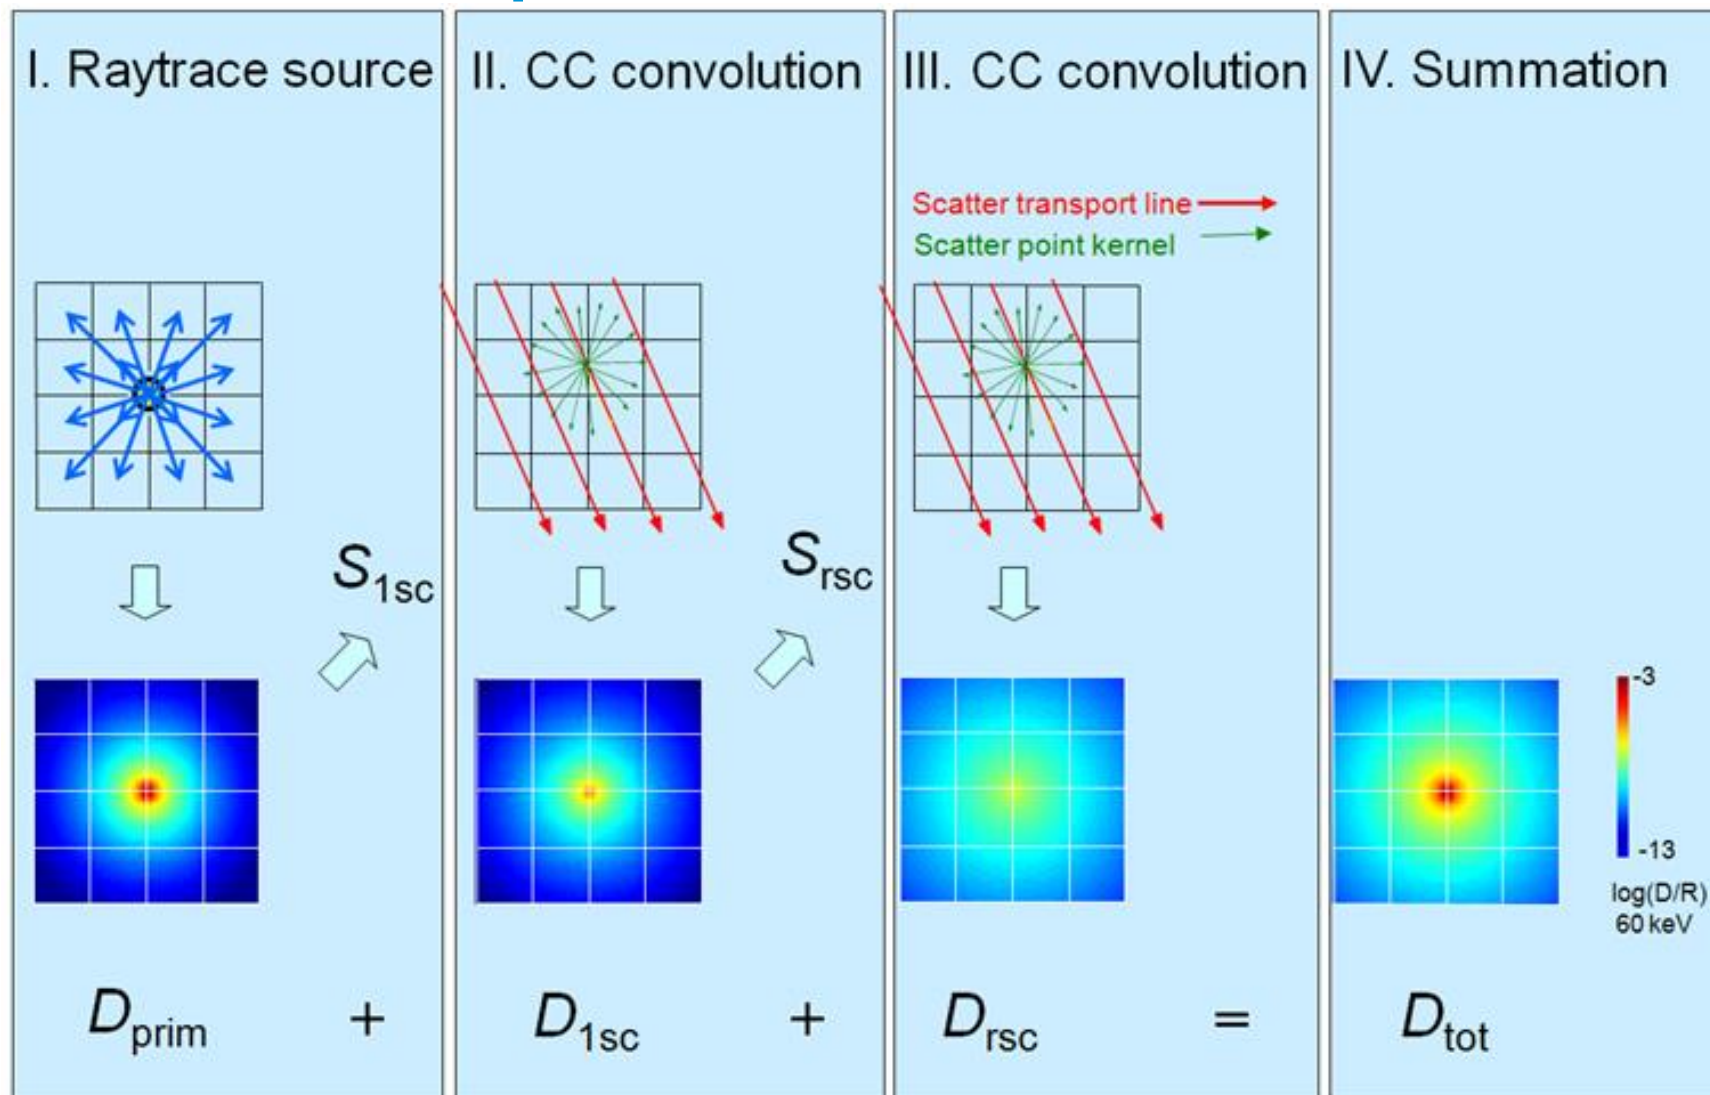 I. Raytrace source
II. CC convolution
III. CC convolution
IV. Summation
Scatter transport line
Scatter point kernel
S1sc
Srsc
-3
-13
log(D/R)
60 keV
Dprim + D1sc + Drsc = Dtot